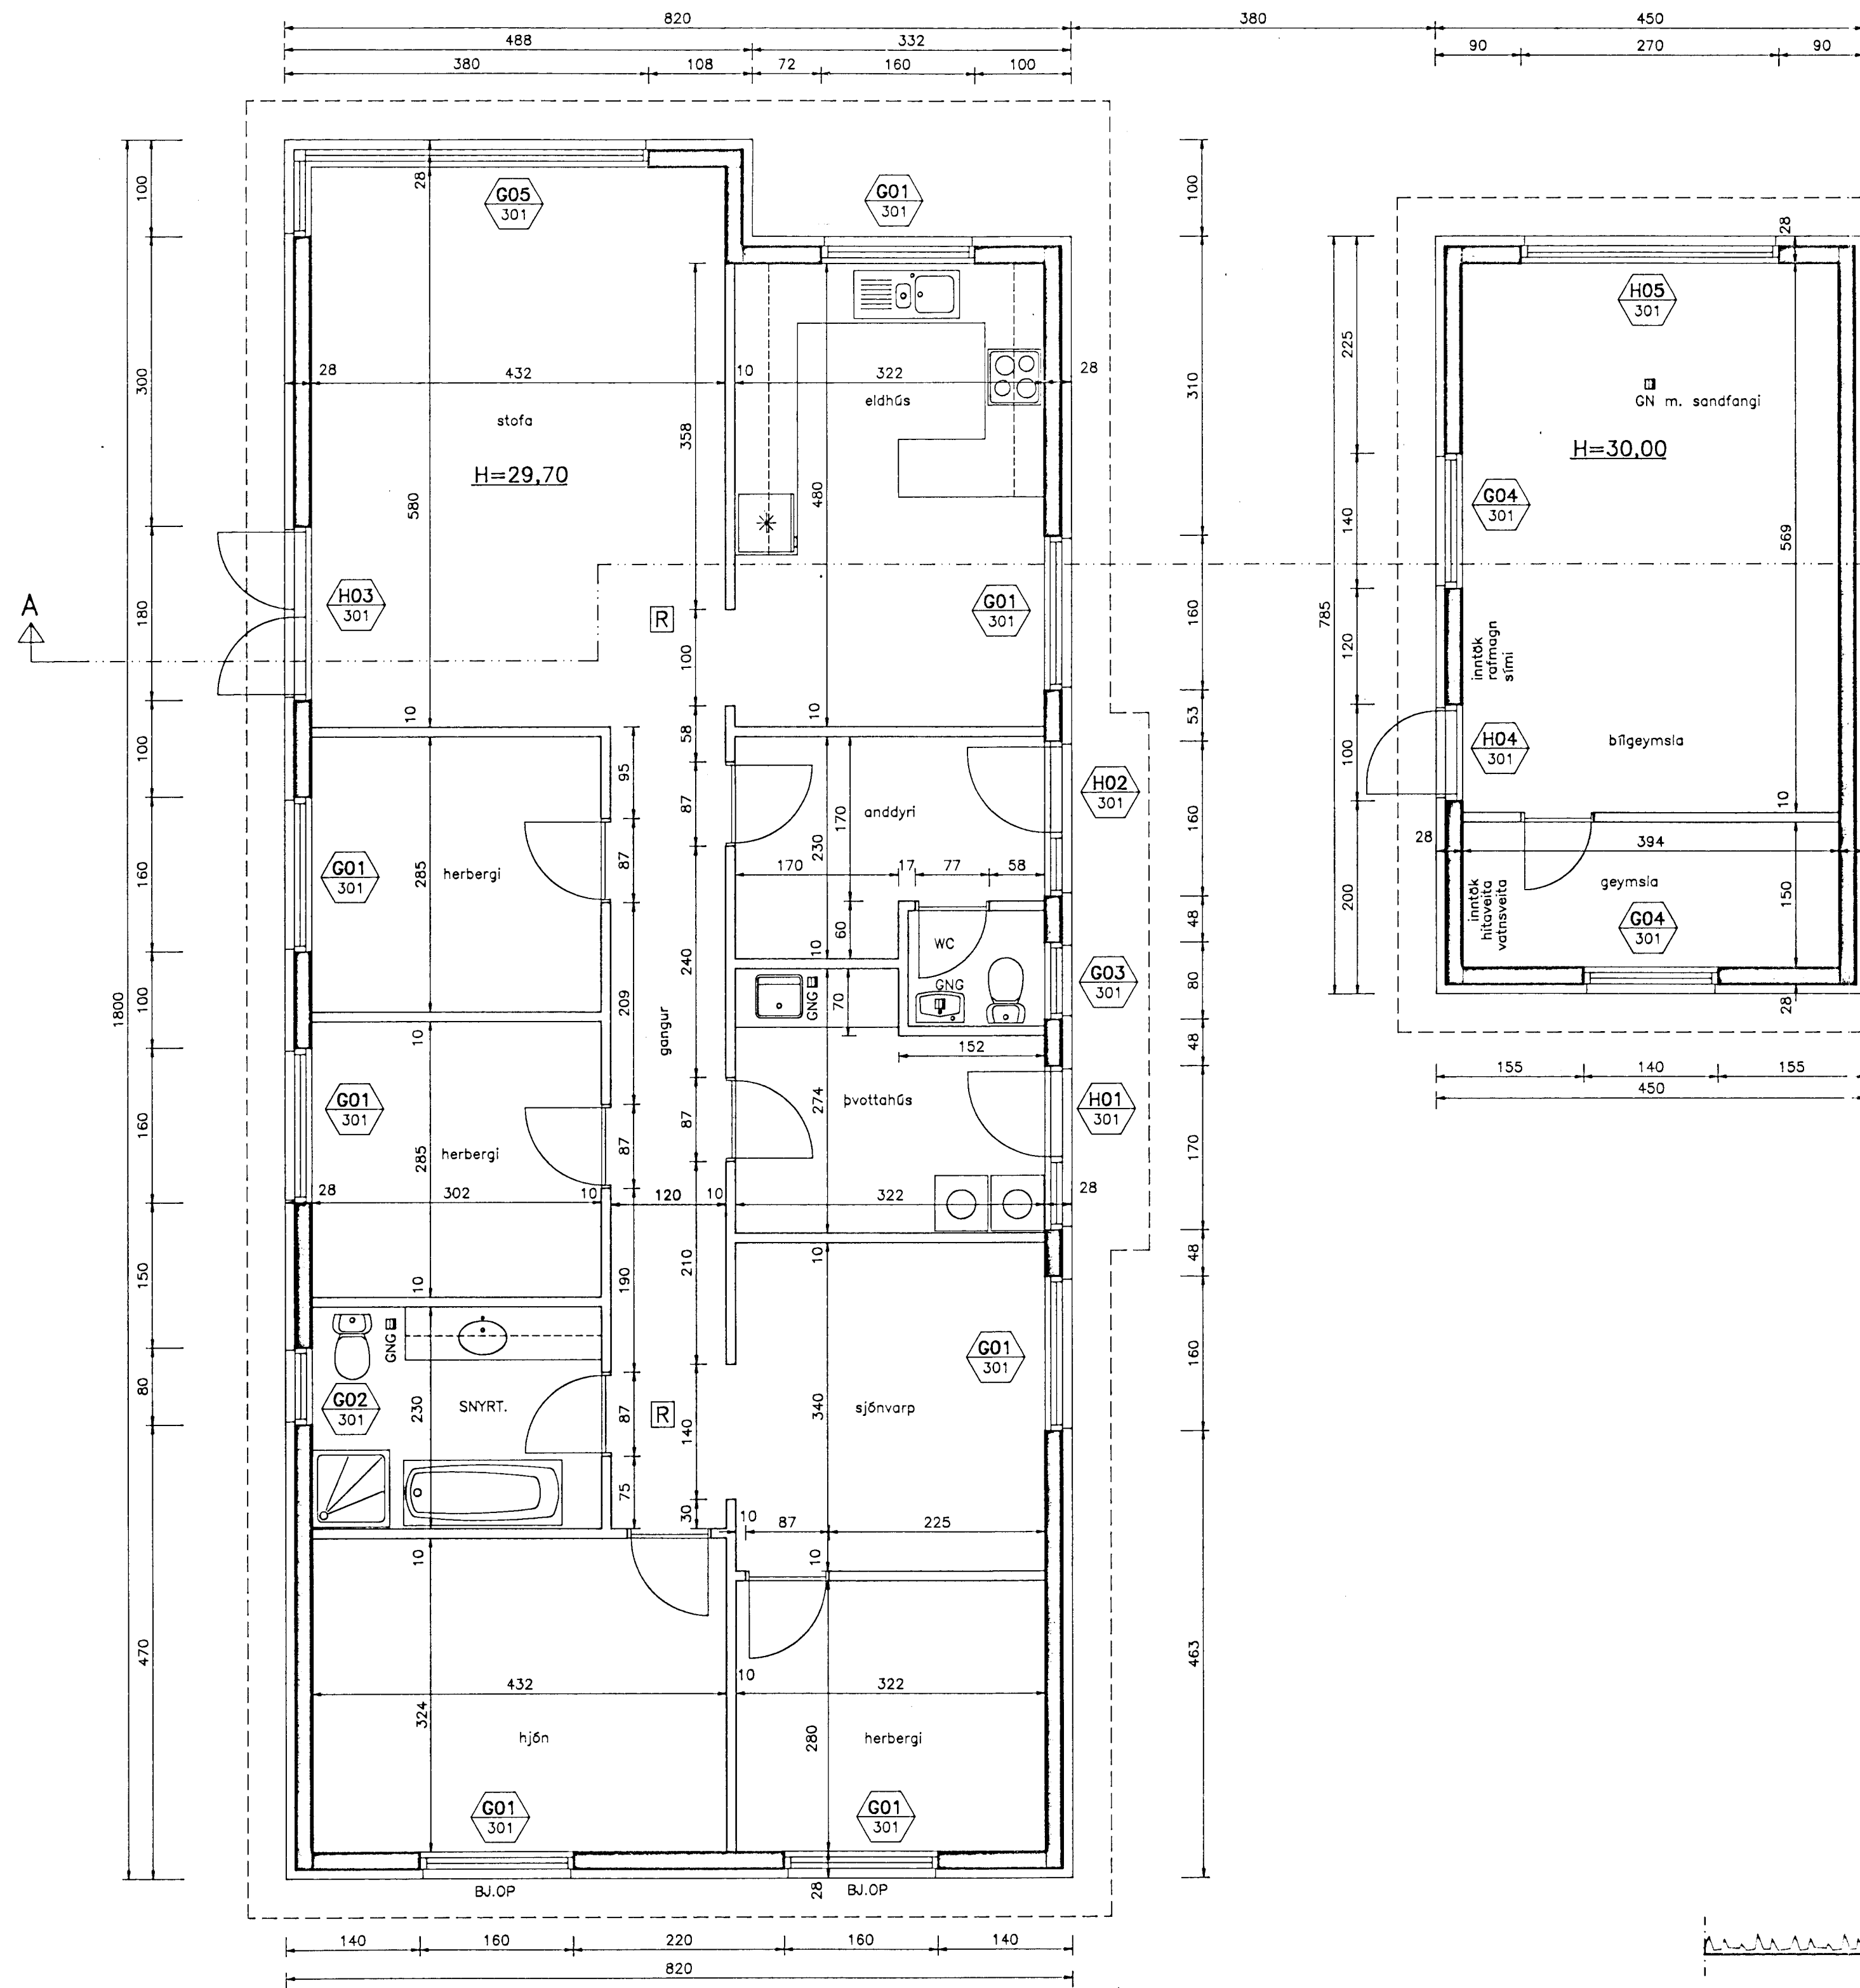 820
380
450
488
332
90
270
90
380
108
72
160
100
28
G05
301
G01
301
100
100
28
H05
301
225
GN m. sandfangi
H=30,00
28
432
10
322
28
eldhús
stofa
H=29,70
300
310
358
480
580
G04
301
140
569
H03
301
R
G01
301
A
180
160
785
120
inntök
rafmagn
sími
100
10
10
58
53
H04
301
bílgeymsla
100
95
87
anddyri
170
230
H02
301
160
100
10
28
394
geymsla
G01
301
285
herbergi
87
170
17
77
58
160
200
inntök
hitaveita
vatnsveita
G04
301
150
28
240
10
60
WC
48
GNG
GNG
70
G03
301
80
1800
100
209
gangur
10
152
48
155
140
155
450
G01
301
160
285
herbergi
87
87
274
þvottahús
H01
301
170
28
302
10
120
10
322
28
150
10
190
210
10
48
GNG
G02
301
80
230
SNYRT.
87
R
140
340
sjónvarp
G01
301
160
75
30
10
87
225
10
10
470
463
10
432
322
324
hjón
280
herbergi
G01
301
G01
301
BJ.OP
28
BJ.OP
140
160
220
160
140
820